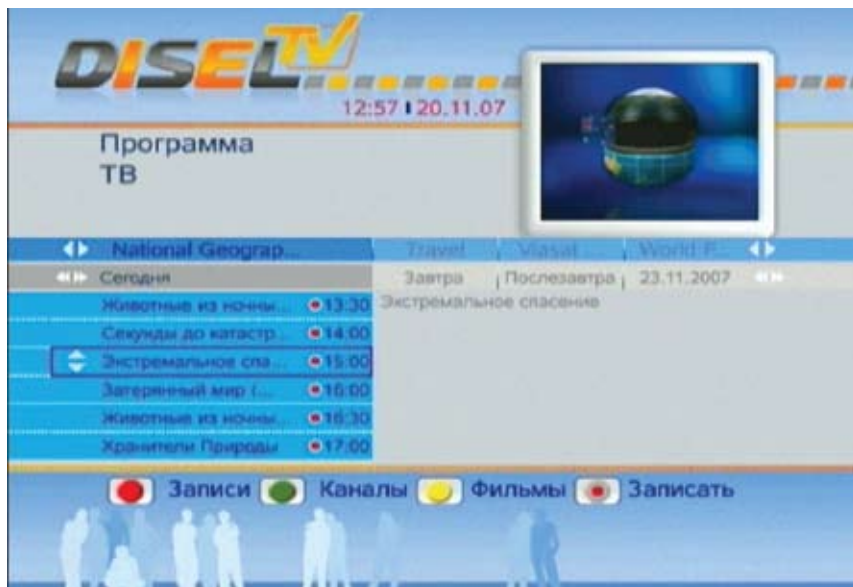 DISEL TV
12:57 20.11.07
Программа
ТВ
National Geograp... Travel Viasat ... World F...
Сегодня Завтра Послезавтра 23.11.2007
Животные из ночны... 13:30 Экстремальное спасение
Секунды до катастр... 14:00
Экстремальное спа... 15:00
Затерянный мир (... 16:00
Животные из ночны... 16:30
Хранители Природы 17:00
Записи Каналы Фильмы Записать